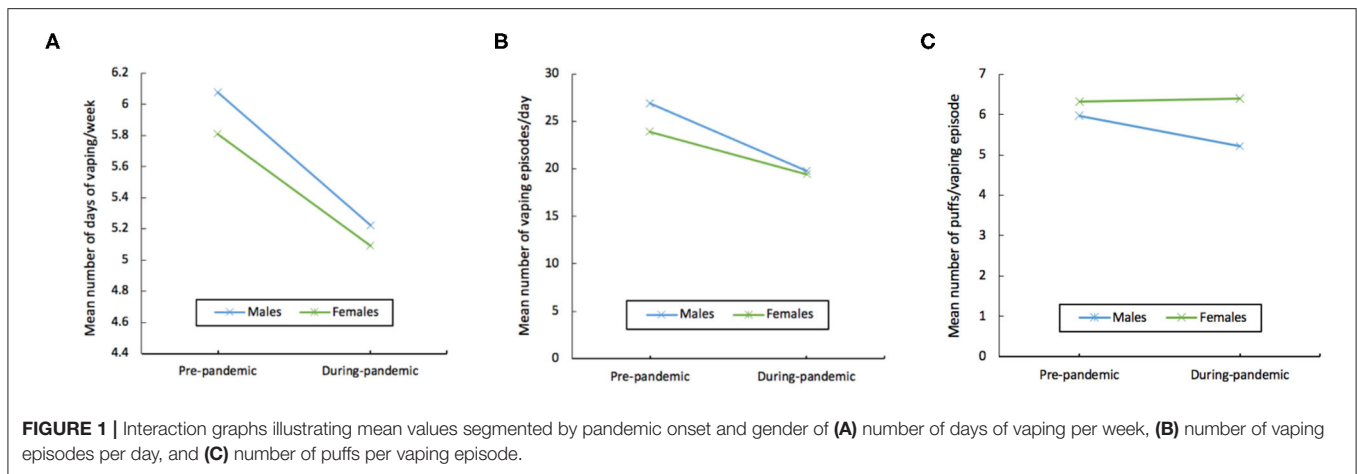 A
Mean number of days of vaping/week
6.2
6
5.8
5.6
5.4
5.2
5
4.8
4.6
4.4
Males Females
Pre-pandemic During-pandemic
B
Mean number of vaping episodes/day
30
25
20
15
10
5
0
Males Females
Pre-pandemic During-pandemic
C
Mean number of puffs/vaping episode
7
6
5
4
3
2
1
0
Males Females
Pre-pandemic During-pandemic
FIGURE 1 | Interaction graphs illustrating mean values segmented by pandemic onset and gender of (A) number of days of vaping per week, (B) number of vaping
episodes per day, and (C) number of puffs per vaping episode.